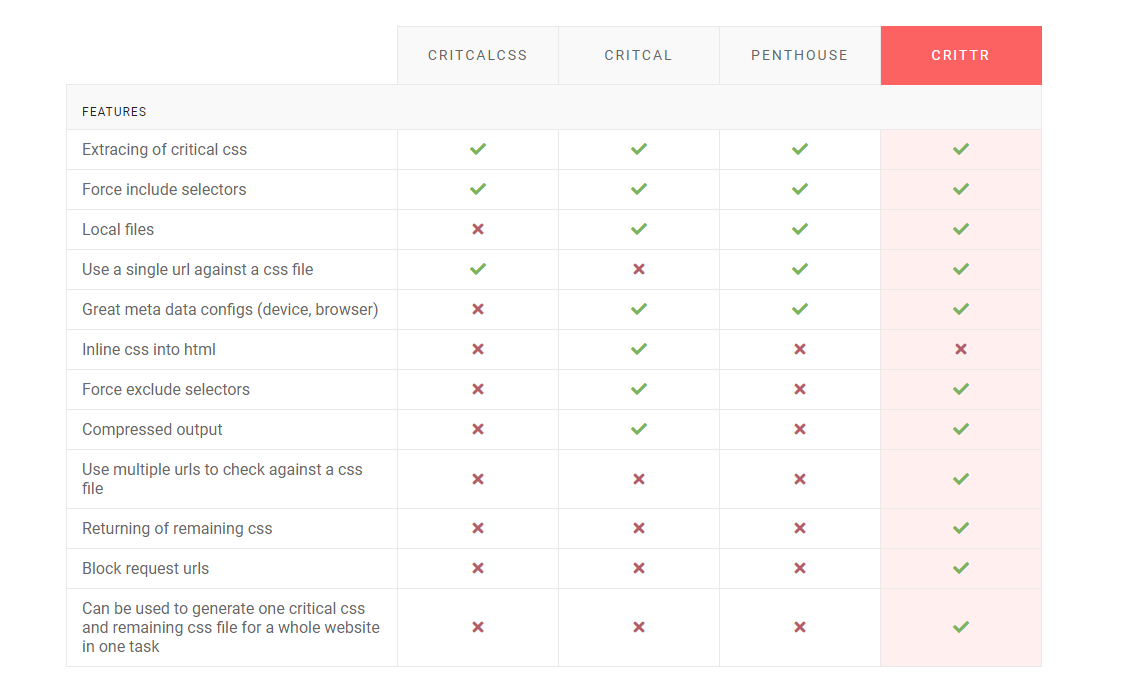 CRITCALCSS CRITCAL PENTHOUSE CRITTR
FEATURES
Extracing of critical css
Force include selectors
Local files
Use a single url against a css file
Great meta data configs (device, browser)
Inline css into html
Force exclude selectors
Compressed output
Use multiple urls to check against a css
file
Returning of remaining css
Block request urls
Can be used to generate one critical css
and remaining css file for a whole website
in one task